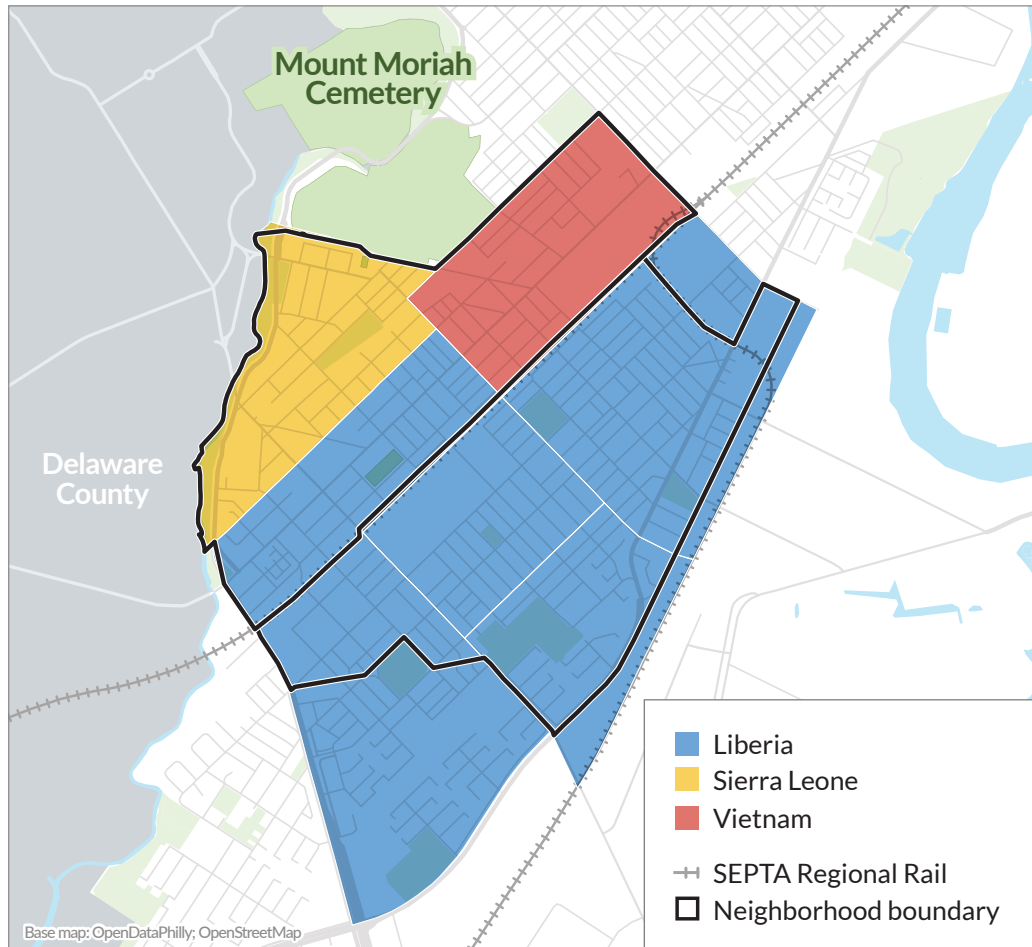 Mount Moriah
Cemetery
Delaware
County
Liberia
Sierra Leone
Vietnam
SEPTA Regional Rail
Neighborhood boundary
Base map: OpenDataPhilly; OpenStreetMap